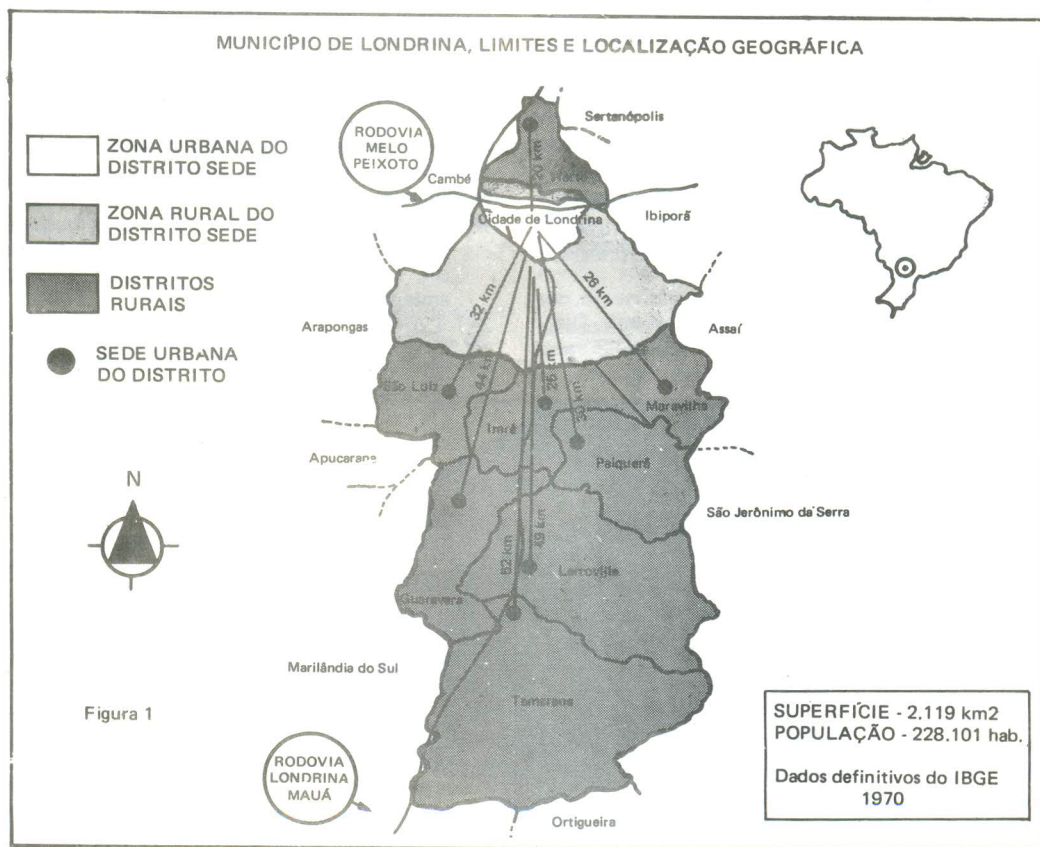 MUNICIPIO DE LONDRINA, LIMITES E LOCALIZAÇÃO GEOGRÁFICA
ZONA URBANA DO
DISTRITO SEDE
ZONA RURAL DO
DISTRITO SEDE
DISTRITOS
RURAIS
SEDE URBANA
DO DISTRITO
RODOVIA
MELO
PEIXOTO
Sertanópolis
20 km
Cambé
Cidade de Londrina
Ibiporã
32 km
26 km
Arapongas
Assaí
44 km
26 km
30 km
São Luiz
Irerê
Maravilha
Apucarana
Paiquerê
N
São Jerônimo da Serra
62 km
49 km
Lerroville
Guaravera
Marilândia do Sul
Tamarana
Figura 1
RODOVIA
LONDRINA
MAUÁ
Ortigueira
SUPERFÍCIE - 2.119 km2
POPULAÇÃO - 228.101 hab.
Dados definitivos do IBGE
1970